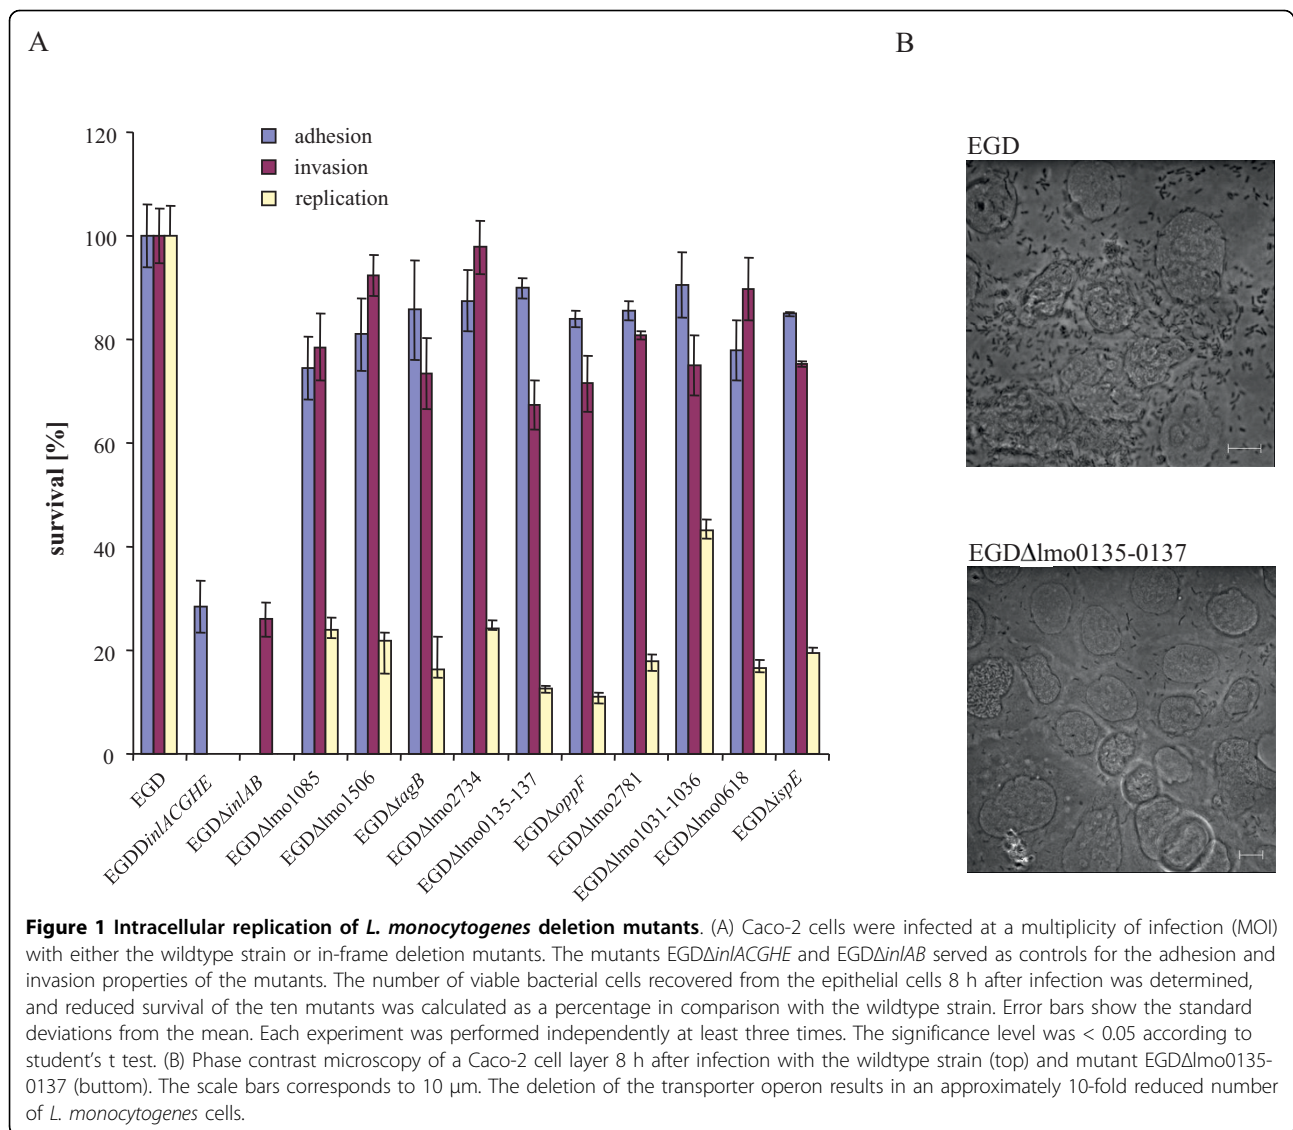 A
B
120
100
80
60
40
20
0
survival [%]
adhesion
invasion
replication
EGD
EGDDinlACGHE
EGDΔinlAB
EGDΔlmo1085
EGDΔlmo1506
EGDΔtagB
EGDΔlmo2734
EGDΔlmo0135-137
EGDΔoppF
EGDΔlmo2781
EGDΔlmo1031-1036
EGDΔlmo0618
EGDΔispE
EGD
EGDΔlmo0135-0137
Figure 1 Intracellular replication of L. monocytogenes deletion mutants. (A) Caco-2 cells were infected at a multiplicity of infection (MOI)
with either the wildtype strain or in-frame deletion mutants. The mutants EGDΔinlACGHE and EGDΔinlAB served as controls for the adhesion and
invasion properties of the mutants. The number of viable bacterial cells recovered from the epithelial cells 8 h after infection was determined,
and reduced survival of the ten mutants was calculated as a percentage in comparison with the wildtype strain. Error bars show the standard
deviations from the mean. Each experiment was performed independently at least three times. The significance level was < 0.05 according to
student's t test. (B) Phase contrast microscopy of a Caco-2 cell layer 8 h after infection with the wildtype strain (top) and mutant EGDΔlmo0135-
0137 (buttom). The scale bars corresponds to 10 μm. The deletion of the transporter operon results in an approximately 10-fold reduced number
of L. monocytogenes cells.